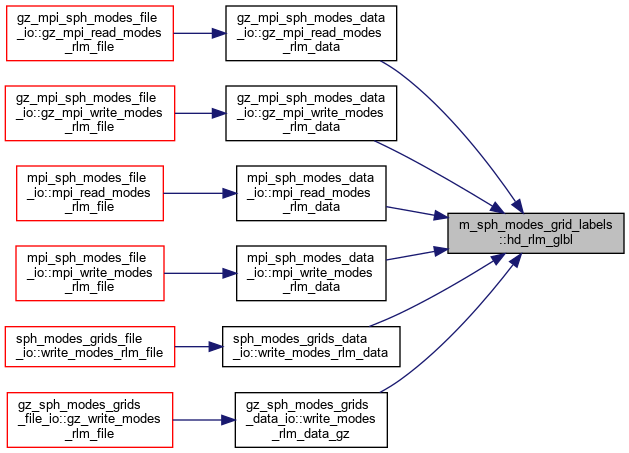 gz_mpi_sph_modes_file
_io::gz_mpi_read_modes
_rlm_file
gz_mpi_sph_modes_data
_io::gz_mpi_read_modes
_rlm_data
gz_mpi_sph_modes_file
_io::gz_mpi_write_modes
_rlm_file
gz_mpi_sph_modes_data
_io::gz_mpi_write_modes
_rlm_data
mpi_sph_modes_file
_io::mpi_read_modes
_rlm_file
mpi_sph_modes_data
_io::mpi_read_modes
_rlm_data
m_sph_modes_grid_labels
::hd_rlm_glbl
mpi_sph_modes_file
_io::mpi_write_modes
_rlm_file
mpi_sph_modes_data
_io::mpi_write_modes
_rlm_data
sph_modes_grids_file
_io::write_modes_rlm_file
sph_modes_grids_data
_io::write_modes_rlm_data
gz_sph_modes_grids
_file_io::gz_write_modes
_rlm_file
gz_sph_modes_grids
_data_io::write_modes
_rlm_data_gz